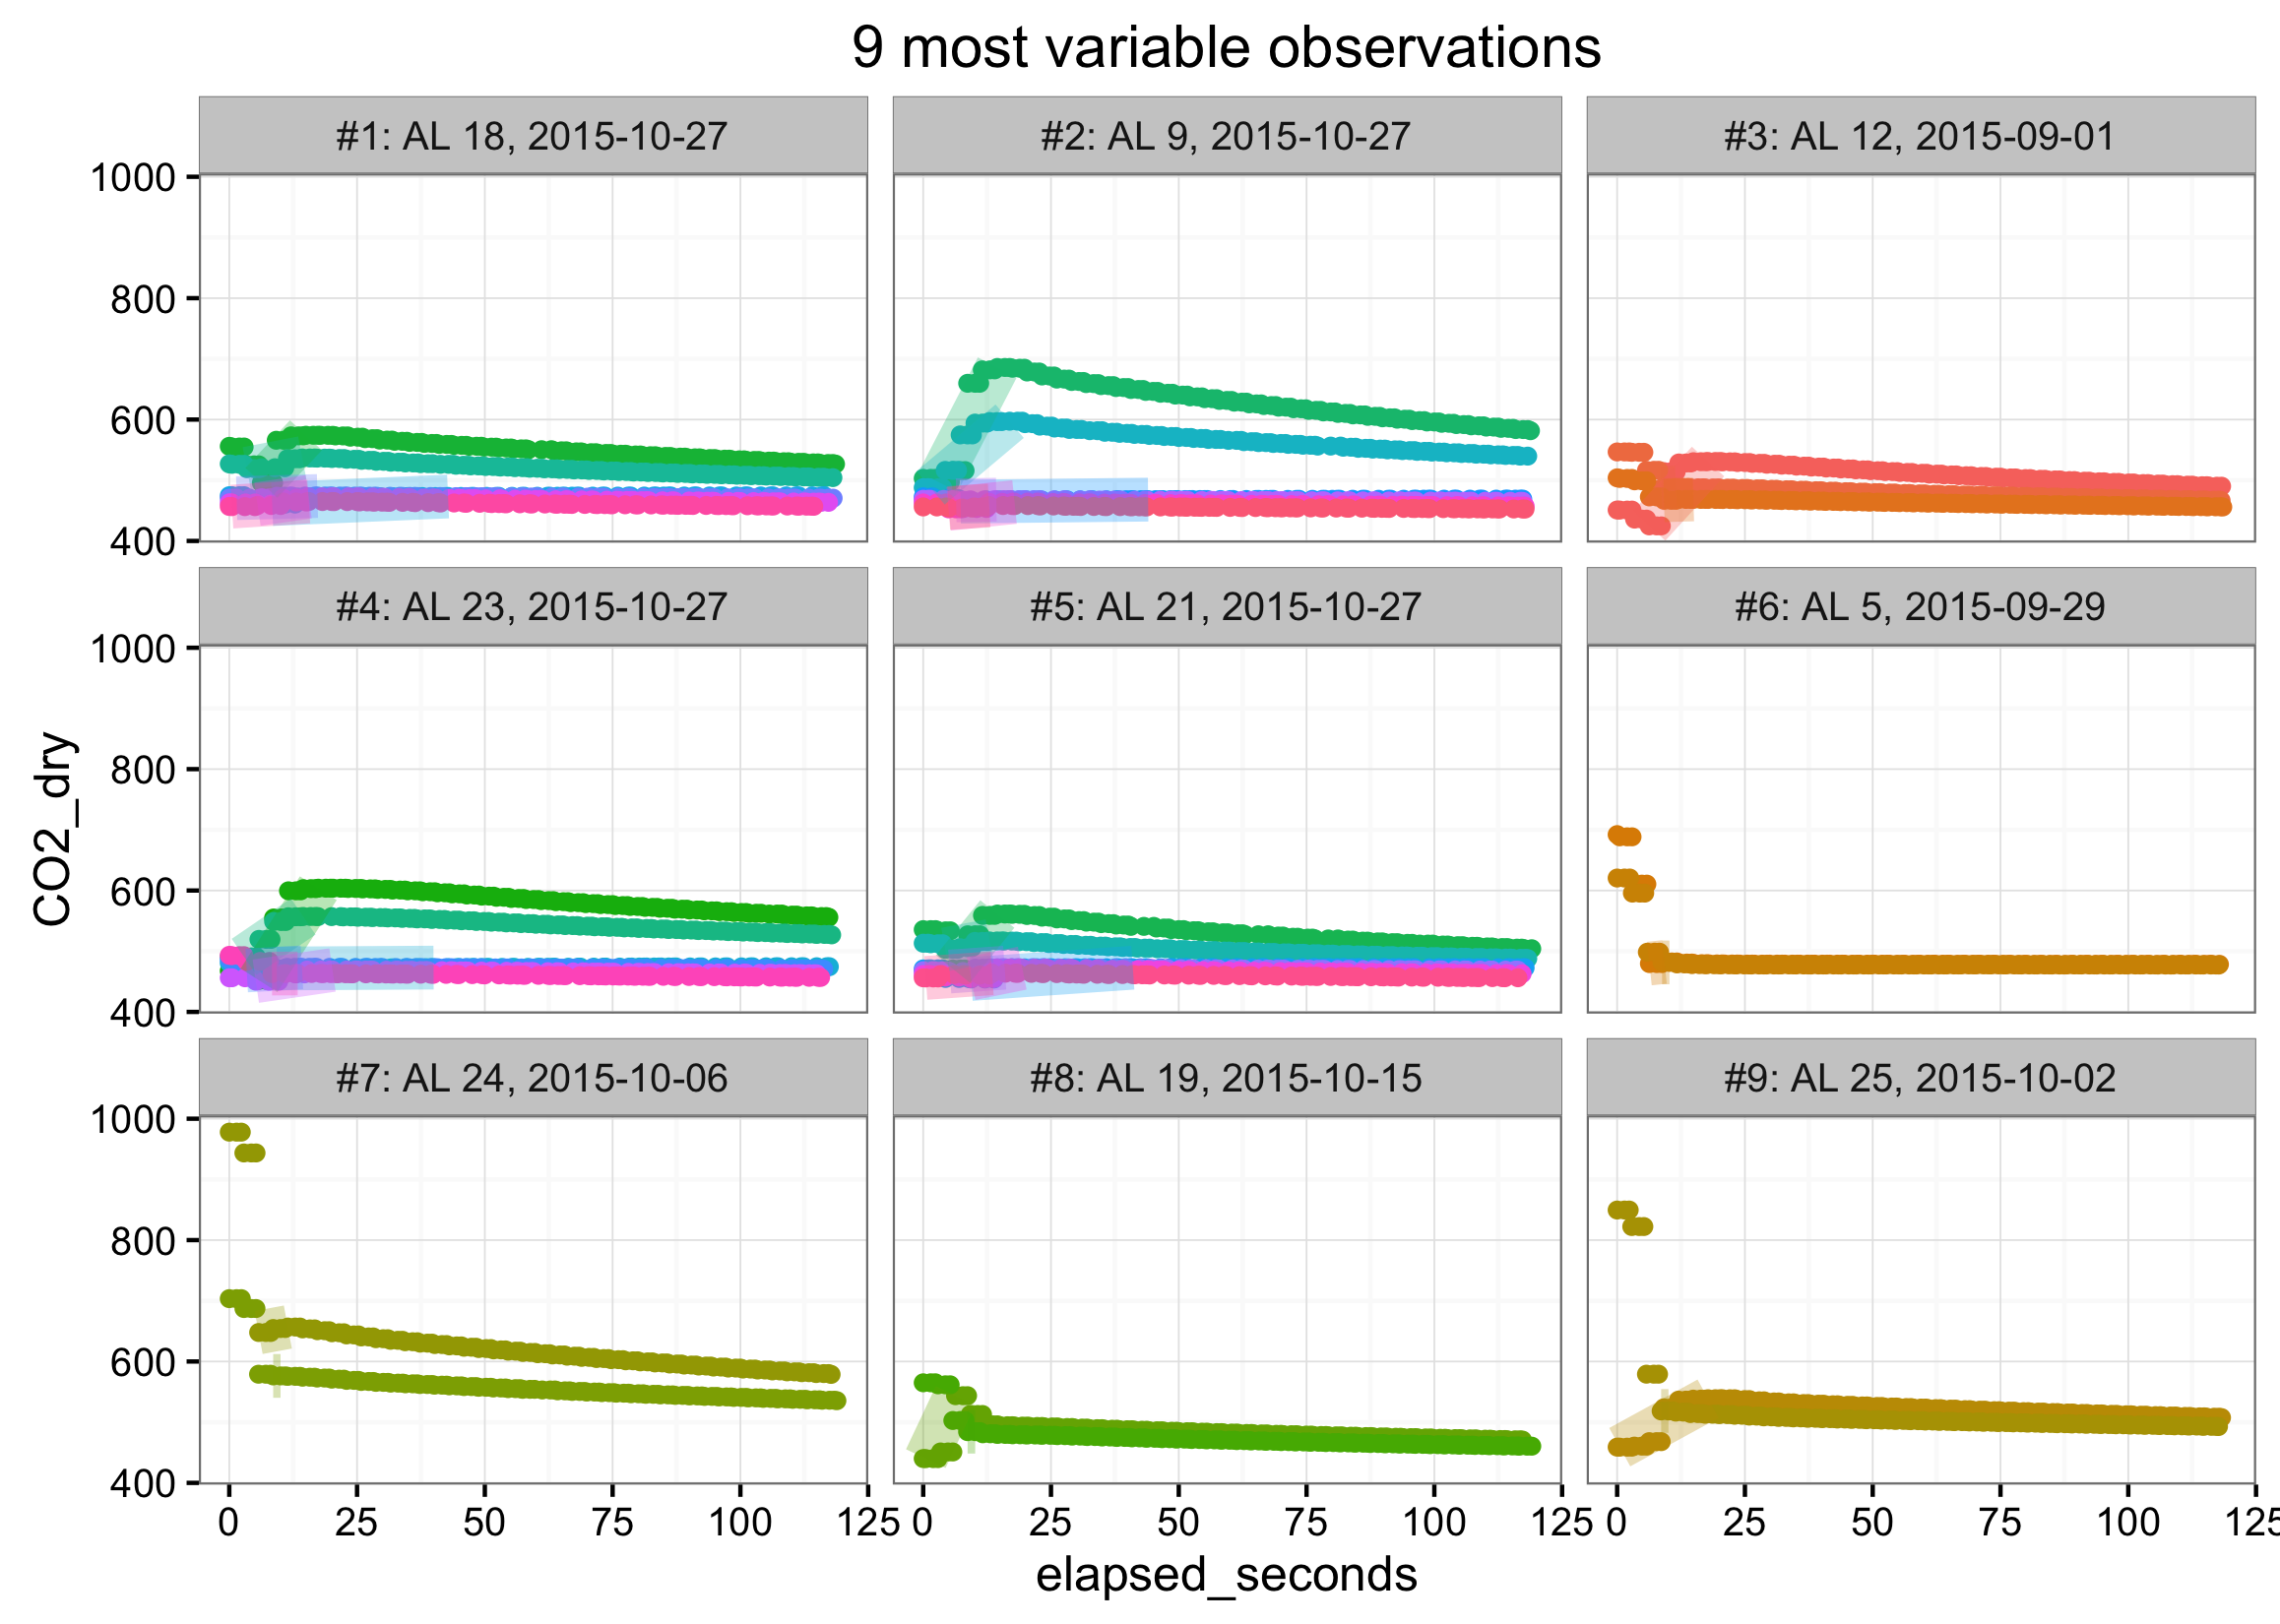 9 most variable observations
#1: AL 18, 2015-10-27
#2: AL 9, 2015-10-27
#3: AL 12, 2015-09-01
1000
800
600
400
#4: AL 23, 2015-10-27
#5: AL 21, 2015-10-27
#6: AL 5, 2015-09-29
1000
800
600
400
CO2_dry
#7: AL 24, 2015-10-06
#8: AL 19, 2015-10-15
#9: AL 25, 2015-10-02
1000
800
600
400
0 25 50 75 100 125
0 25 50 75 100 125
0 25 50 75 100 125
elapsed_seconds